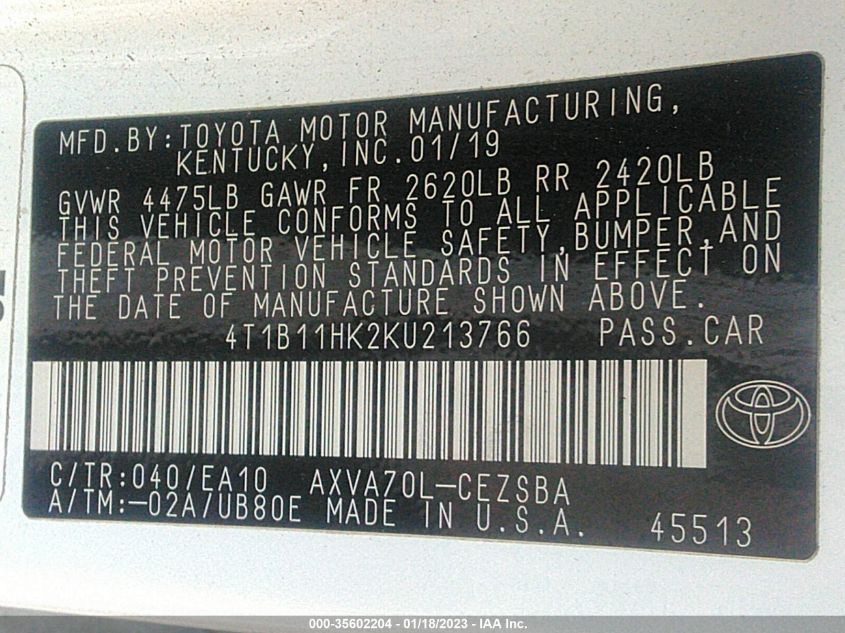 MFD.BY:TOYOTA MOTOR MANUFACTURING,
KENTUCKY,INC.01/19
GVWR 4475LB GAWR FR 2620LB RR 2420LB
THIS VEHICLE CONFORMS TO ALL APPLICABLE
FEDERAL MOTOR VEHICLE SAFETY,BUMPER,AND
THEFT PREVENTION STANDARDS IN EFFECT ON
THE DATE OF MANUFACTURE SHOWN ABOVE.
4T1B11HK2KU213766 PASS.CAR
C/TR:040/EA10 AXVA70L-CEZSBA
A/TM:-02A/UB80E MADE IN U.S.A. 45513
000-35602204 - 01/18/2023 - IAA Inc.